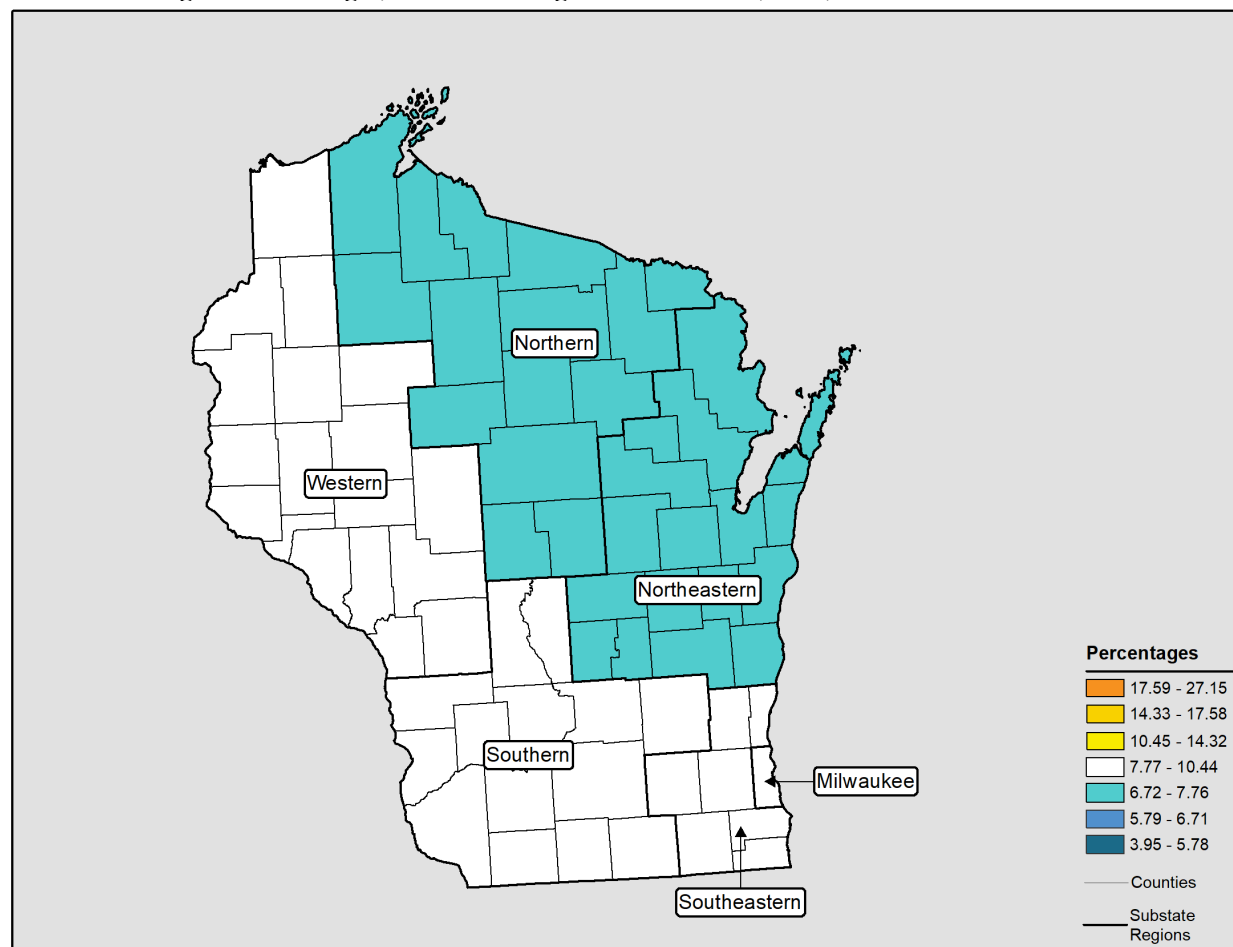 Northern
Western
Northeastern
Southern
Milwaukee
Southeastern
Percentages
17.59 - 27.15
14.33 - 17.58
10.45 - 14.32
7.77 - 10.44
6.72 - 7.76
5.79 - 6.71
3.95 - 5.78
Counties
Substate
Regions